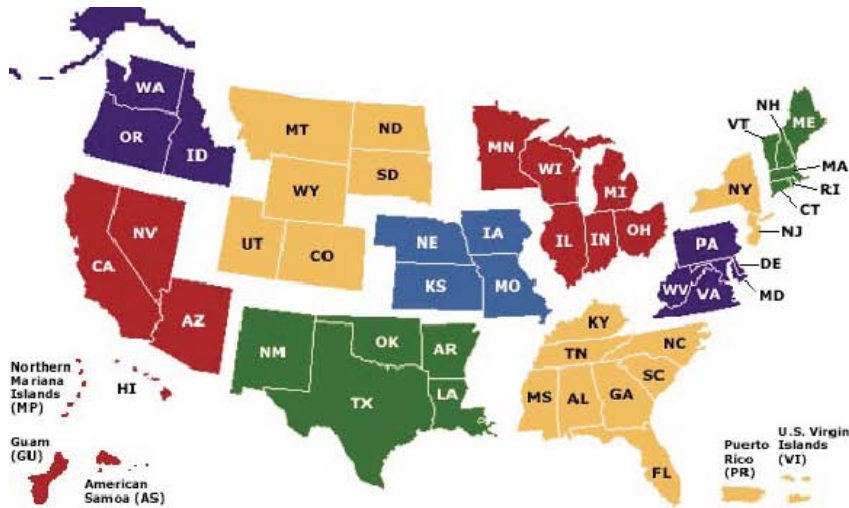 WA
OR
ID
MT
ND
SD
WY
UT
CO
MN
WI
MI
IL
IN
OH
NH
VT
ME
MA
RI
CT
NY
NJ
PA
DE
WV
VA
MD
NV
CA
AZ
NE
IA
KS
MO
NM
OK
AR
TX
LA
KY
TN
NC
SC
MS
AL
GA
FL
Northern
Mariana
Islands
(MP)
HI
Guam
(GU)
American
Samoa (AS)
Puerto
Rico
(PR)
U.S. Virgin
Islands
(VI)